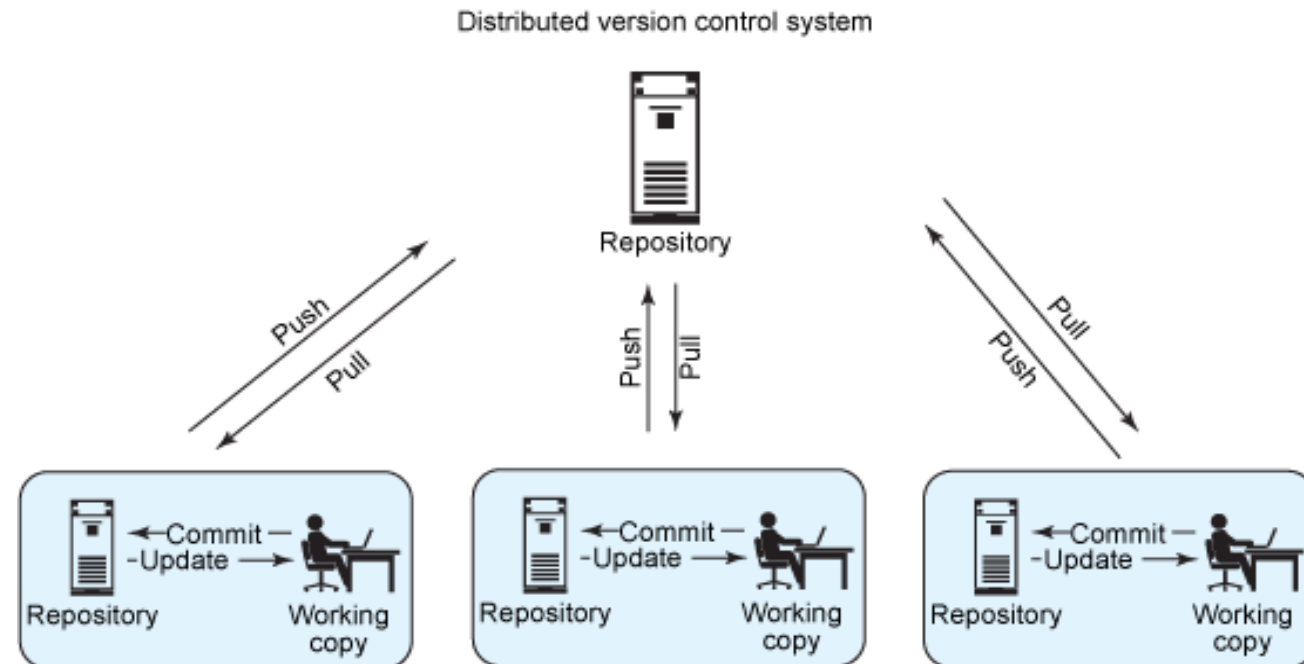 Distributed version control system
Repository
Push
Pull
Push
Pull
Pull
Push
Commit
Update
Repository
Working
copy
Commit
Update
Repository
Working
copy
Commit
Update
Repository
Working
copy